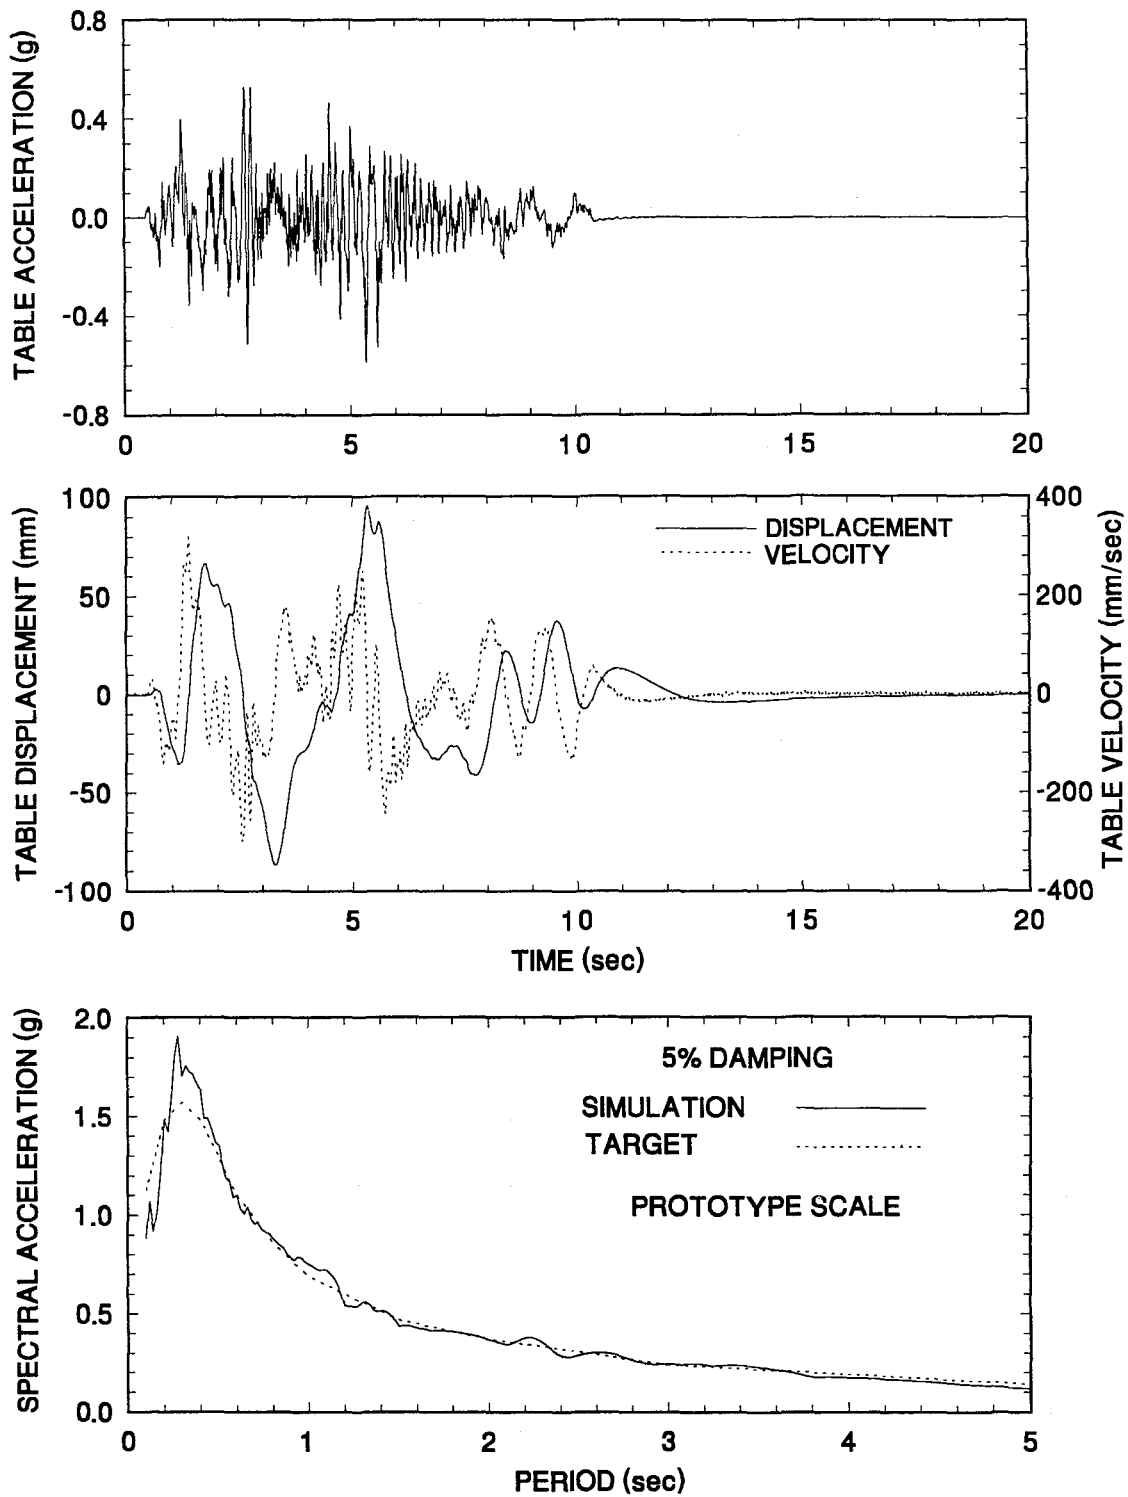 TABLE ACCELERATION (g)
0.8
0.4
0.0
-0.4
-0.8
0 5 10 15 20
TABLE DISPLACEMENT (mm)
100
50
0
-50
-100
DISPLACEMENT
VELOCITY
400
200
0
-200
-400
TABLE VELOCITY (mm/sec)
0 5 10 15 20
TIME (sec)
SPECTRAL ACCELERATION (g)
2.0
1.5
1.0
0.5
0.0
5% DAMPING
SIMULATION
TARGET
PROTOTYPE SCALE
0 1 2 3 4 5
PERIOD (sec)